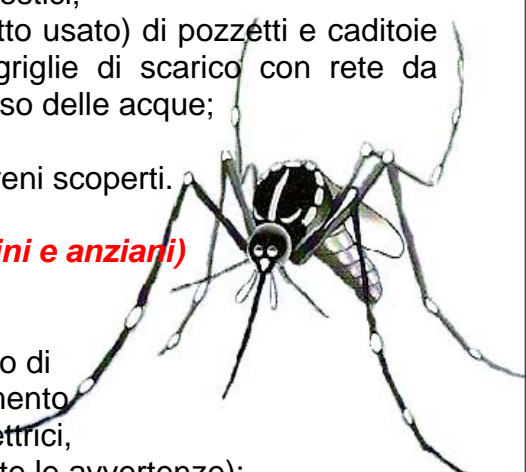 tto usato) di pozzetti e caditoie
griglie di scarico con rete da
so delle acque;
eni scoperti.
ini e anziani)
o di
mento
ttrici,
te le avvertenze);